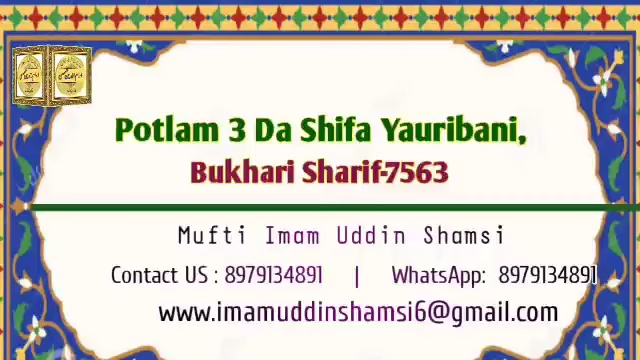 Potlam 3 Da Shifa Yauribani,
Bukhari Sharif-7563
Mufti Imam Uddin Shamsi
Contact US : 8979134891 | WhatsApp: 8979134891
www.imamuddinshamsi6@gmail.com